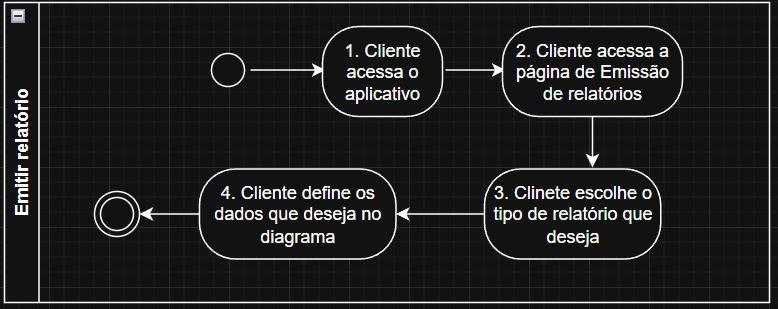 Emitir relatório
1. Cliente
acessa o
aplicativo
2. Cliente acessa a
página de Emissão
de relatórios
3. Clinete escolhe o
tipo de relatório que
deseja
4. Cliente define os
dados que deseja no
diagrama